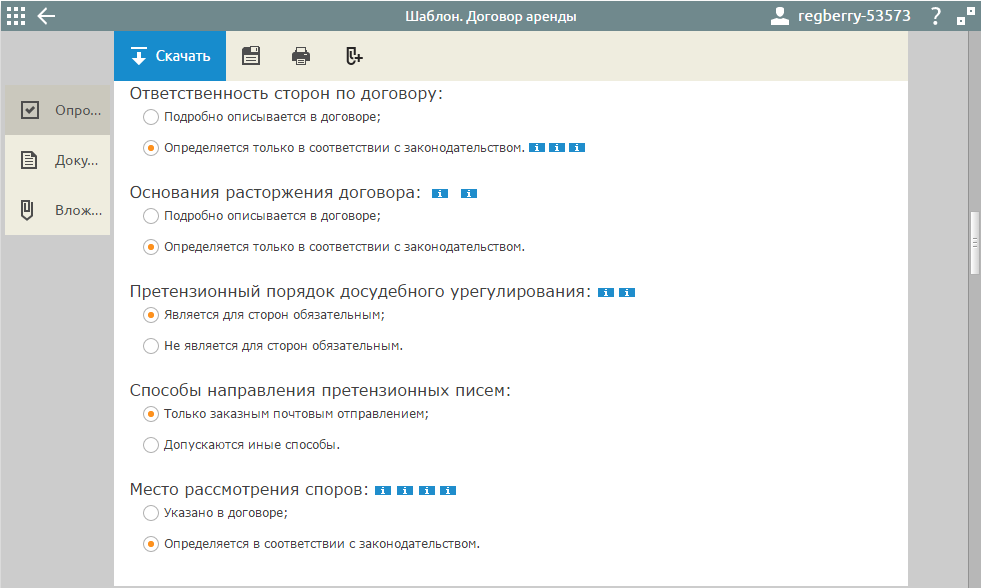 Шаблон. Договор аренды
regberry-53573
?
Скачать
Опро...
Доку...
Влож...
Ответственность сторон по договору:
Подробно описывается в договоре;
Определяется только в соответствии с законодательством. i i i
Основания расторжения договора: i i
Подробно описывается в договоре;
Определяется только в соответствии с законодательством.
Претензионный порядок досудебного урегулирования: i i
Является для сторон обязательным;
Не является для сторон обязательным.
Способы направления претензионных писем:
Только заказным почтовым отправлением;
Допускаются иные способы.
Место рассмотрения споров: i i i i
Указано в договоре;
Определяется в соответствии с законодательством.